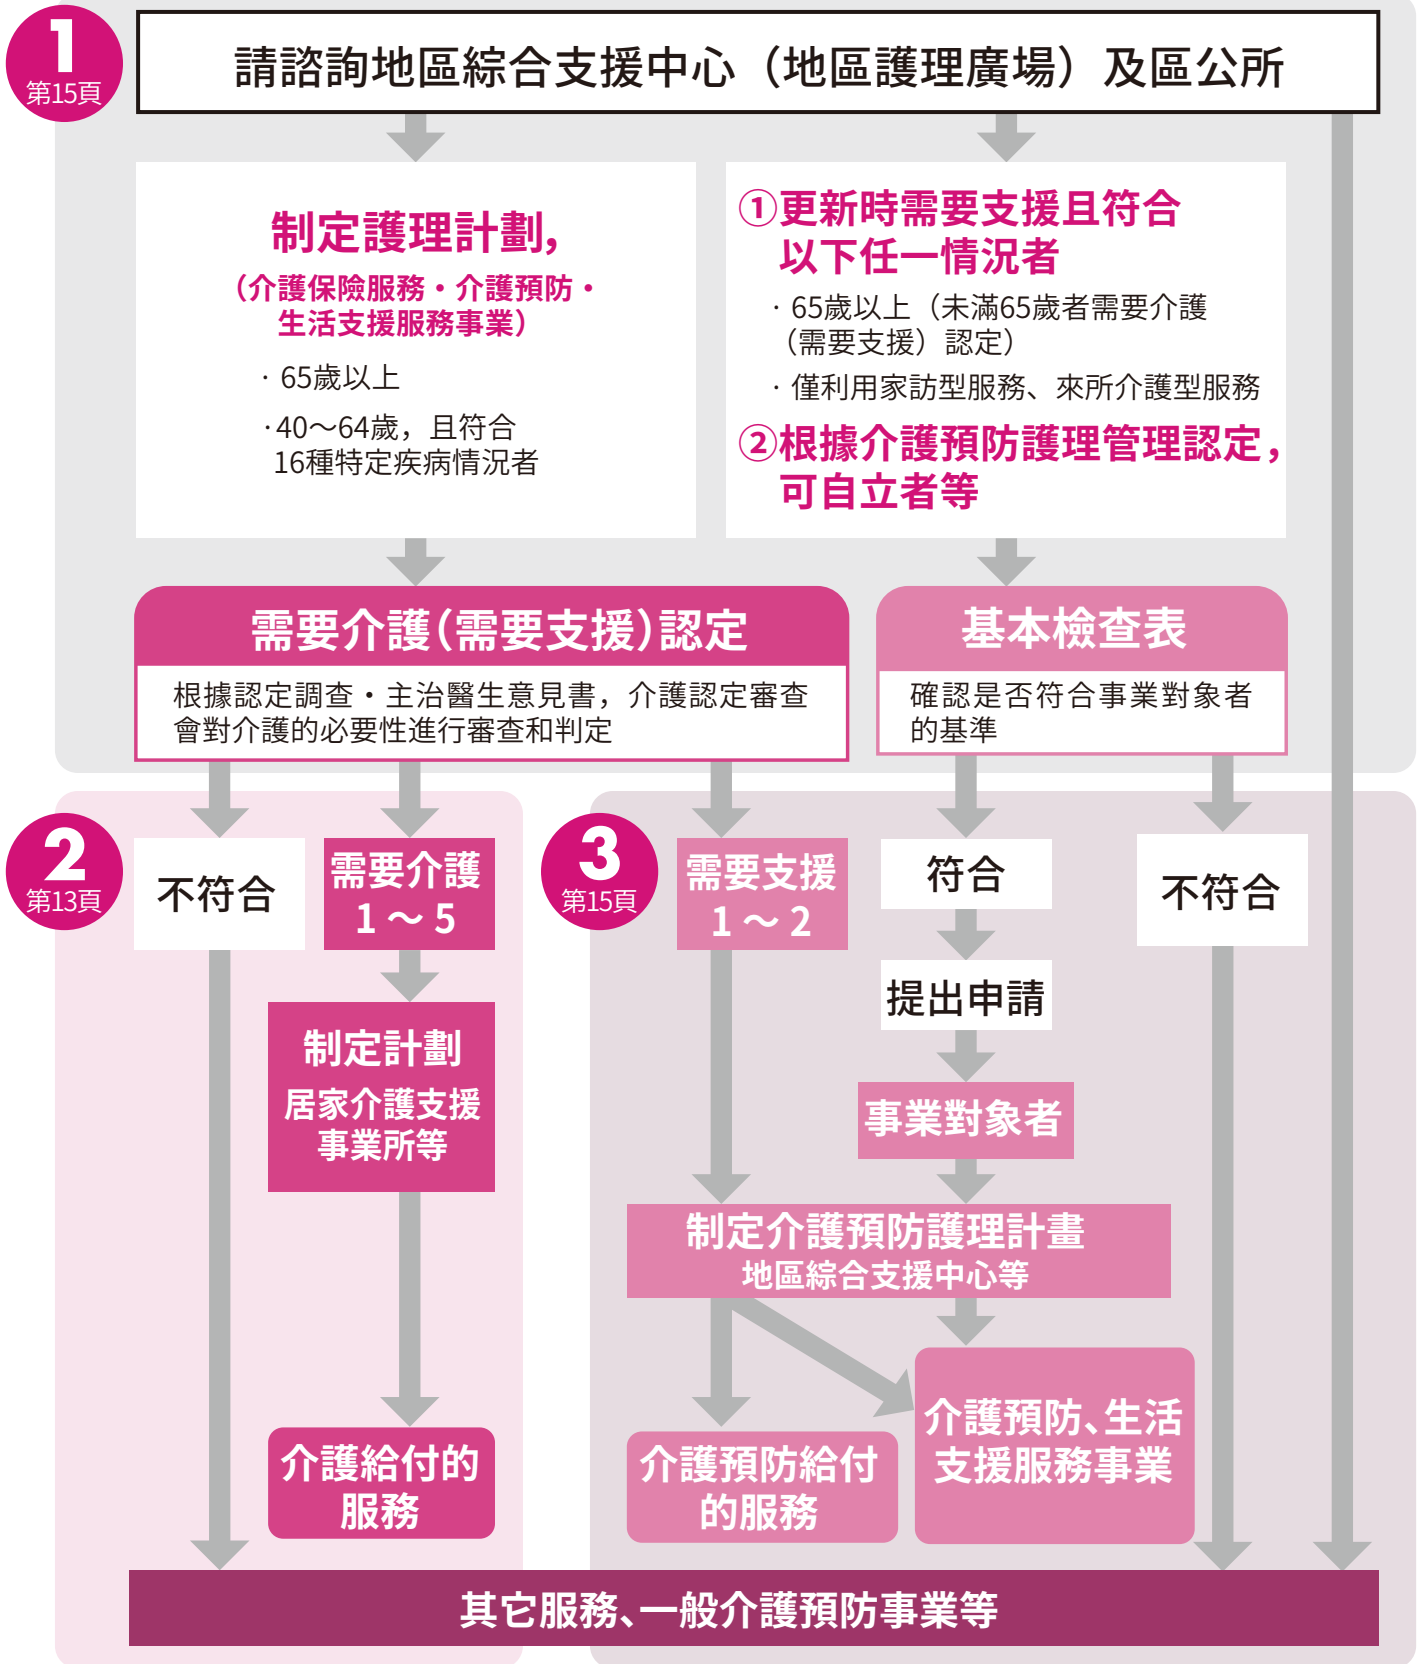 1
第15頁
請諮詢地區綜合支援中心（地區護理廣場）及區公所
制定護理計劃，
（介護保險服務・介護預防・
生活支援服務事業）
· 65歲以上
·40～64歲，且符合
16種特定疾病情況者
①更新時需要支援且符合
以下任一情況者
· 65歲以上（未滿65歲者需要介護
（需要支援）認定）
· 僅利用家訪型服務、來所介護型服務
②根據介護預防護理管理認定，
可自立者等
需要介護（需要支援）認定
根據認定調查・主治醫生意見書，介護認定審查
會對介護的必要性進行審查和判定
基本檢查表
確認是否符合事業對象者
的基準
2
第13頁
不符合
需要介護
1～5
制定計劃
居家介護支援
事業所等
介護給付的
服務
3
第15頁
需要支援
1～2
符合
提出申請
事業對象者
不符合
制定介護預防護理計畫
地區綜合支援中心等
介護預防給付
的服務
介護預防、生活
支援服務事業
其它服務、一般介護預防事業等